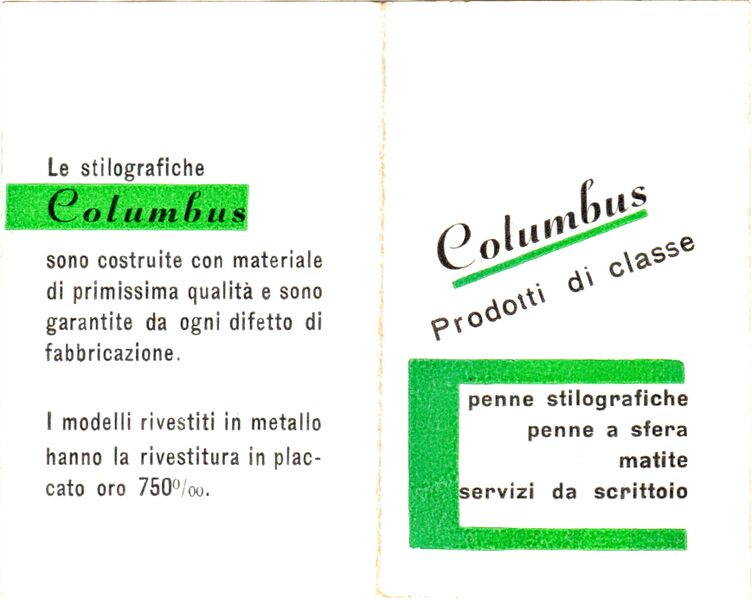 Le stilografiche
Columbus
sono costruite con materiale
di primissima qualità e sono
garantite da ogni difetto di
fabbricazione.
I modelli rivestiti in metallo
hanno la rivestitura in plac-
cato oro 750‰.
Columbus
Prodotti di classe
penne stilografiche
penne a sfera
matite
servizi da scrittoio